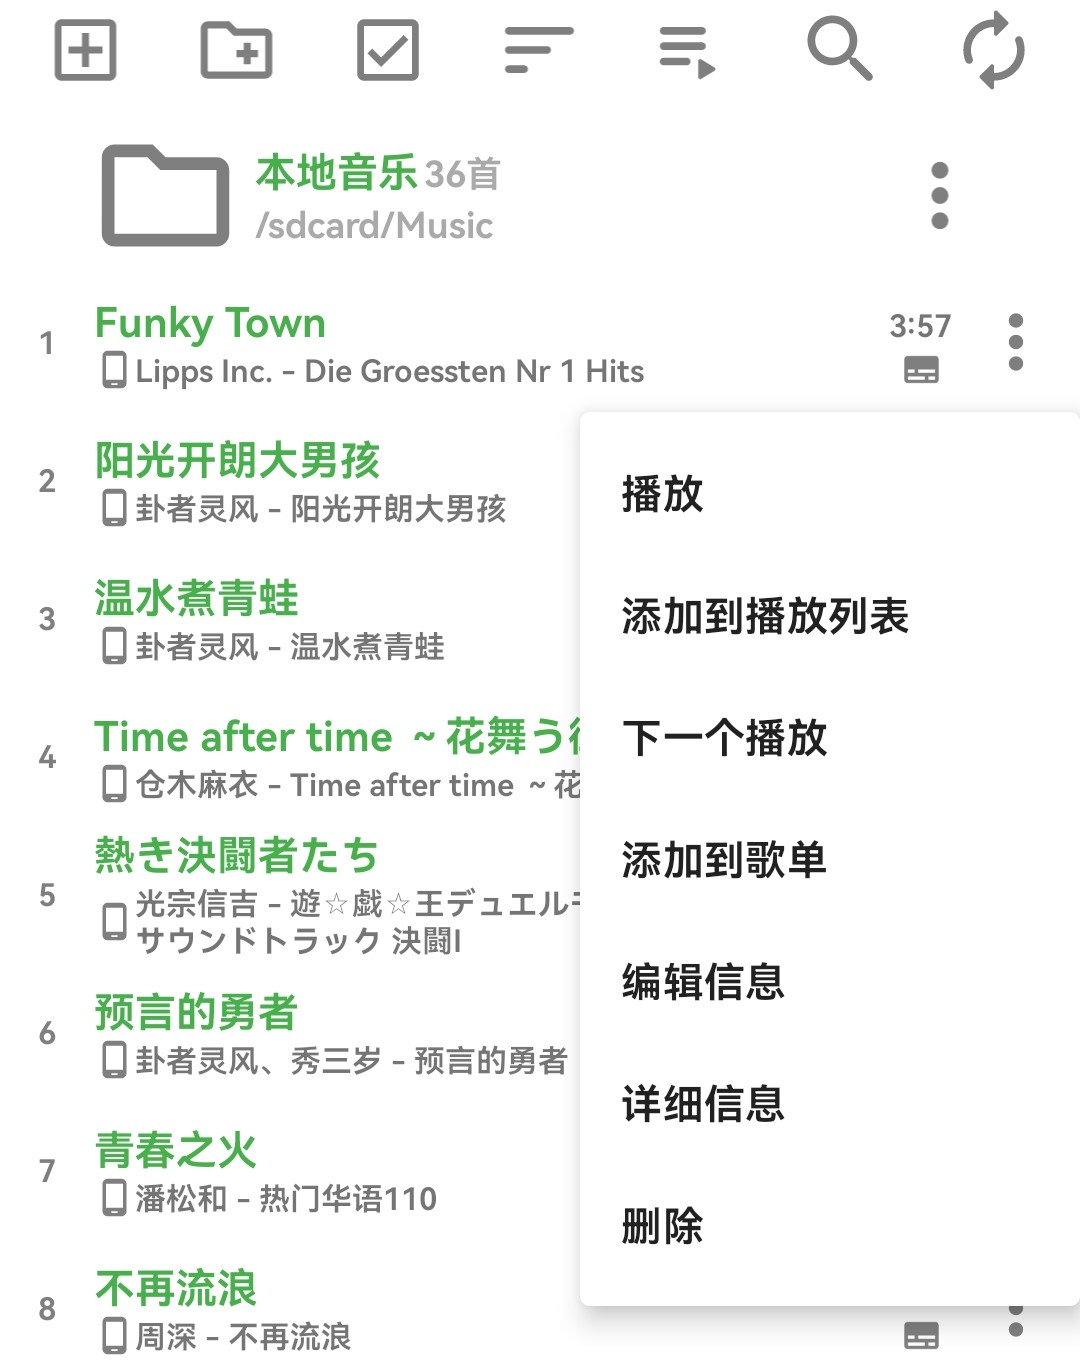 本地音乐 36首
/sdcard/Music
1
Funky Town
3:57
Lipps Inc. - Die Groessten Nr 1 Hits
2
阳光开朗大男孩
卦者灵风 - 阳光开朗大男孩
3
温水煮青蛙
卦者灵风 - 温水煮青蛙
4
Time after time ～花舞う
仓木麻衣 - Time after time ～花
5
熱き決闘者たち
光宗信吉 - 遊☆戯☆王デュエル
サウンドトラック 決闘I
6
预言的勇者
卦者灵风、秀三岁 - 预言的勇者
7
青春之火
潘松和 - 热门华语110
8
不再流浪
周深 - 不再流浪
播放
添加到播放列表
下一个播放
添加到歌单
编辑信息
详细信息
删除